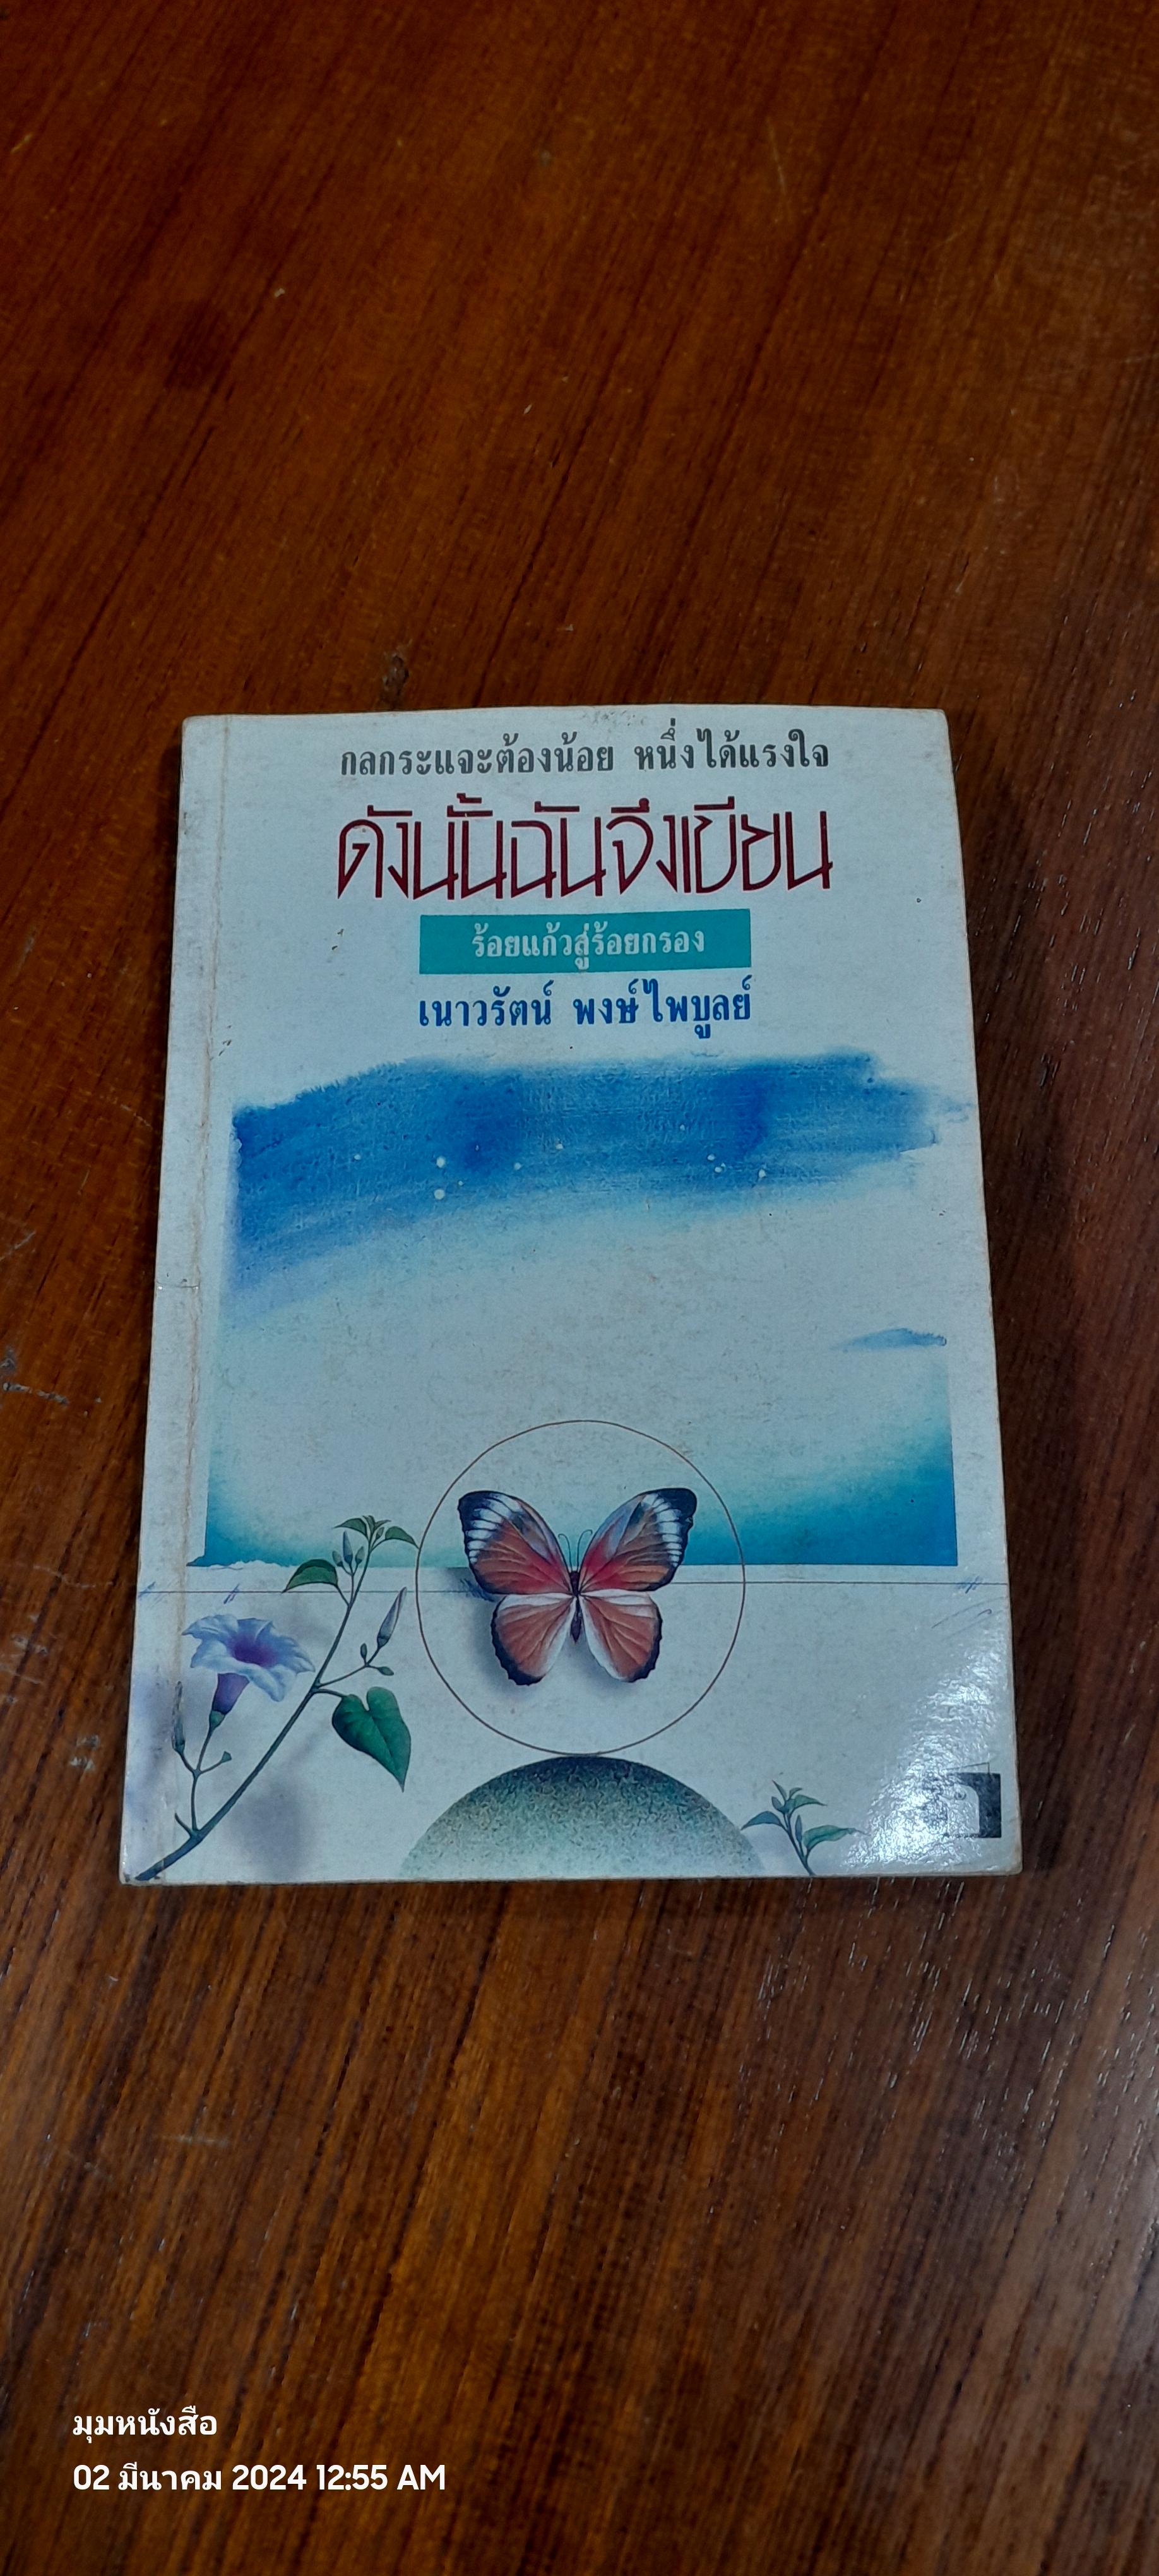 กลกระแจะต้องน้อย หนึ่งได้แรงใจ
ดังนั้นฉันจึงเขียน
ร้อยแก้วสู่ร้อยกรอง
เนาวรัตน์ พงษ์ไพบูลย์
มุมหนังสือ
02 มีนาคม 2024 12:55 AM